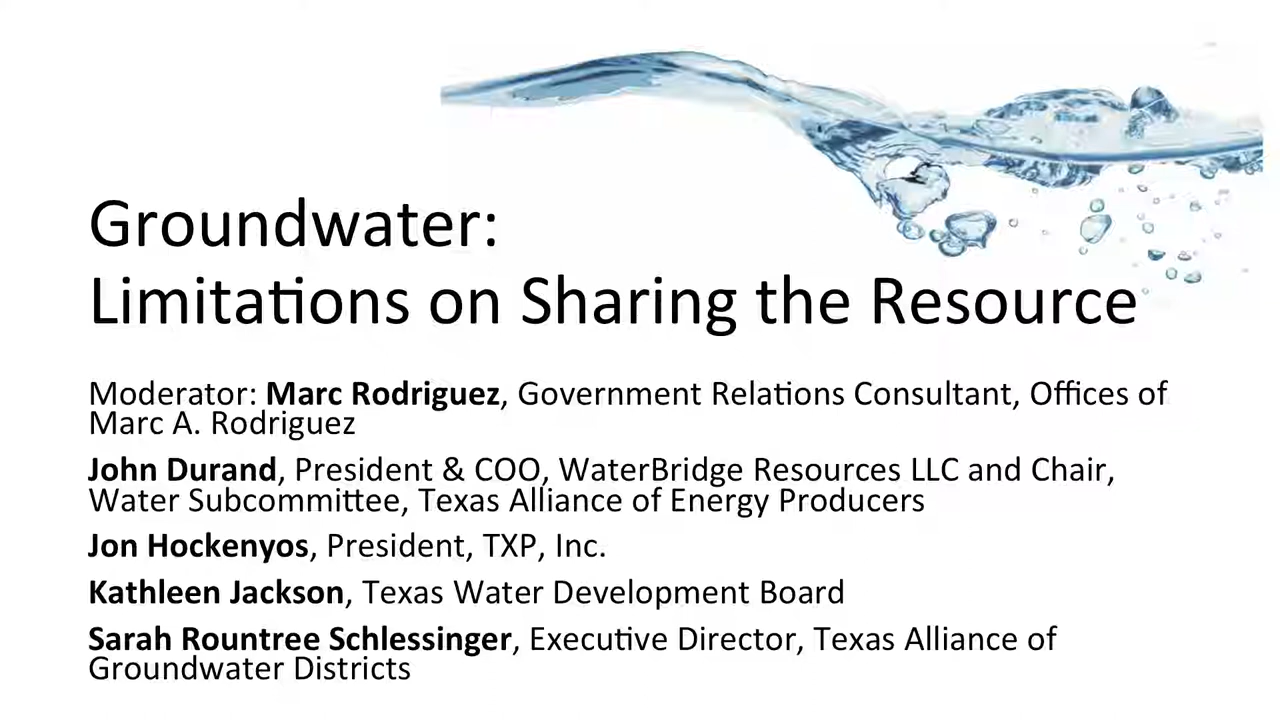 Groundwater:
Limitations on Sharing the Resource
Moderator: Marc Rodriguez, Government Relations Consultant, Offices of
Marc A. Rodriguez
John Durand, President & COO, WaterBridge Resources LLC and Chair,
Water Subcommittee, Texas Alliance of Energy Producers
Jon Hockenyos, President, TXP, Inc.
Kathleen Jackson, Texas Water Development Board
Sarah Rountree Schlessinger, Executive Director, Texas Alliance of
Groundwater Districts